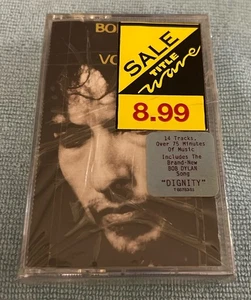 BO
VO
SALE
TITLE
wave
8.99
14 Tracks,
Over 75 Minutes
Of Music
Includes The
Brand-New
BOB DYLAN
Song
"DIGNITY"